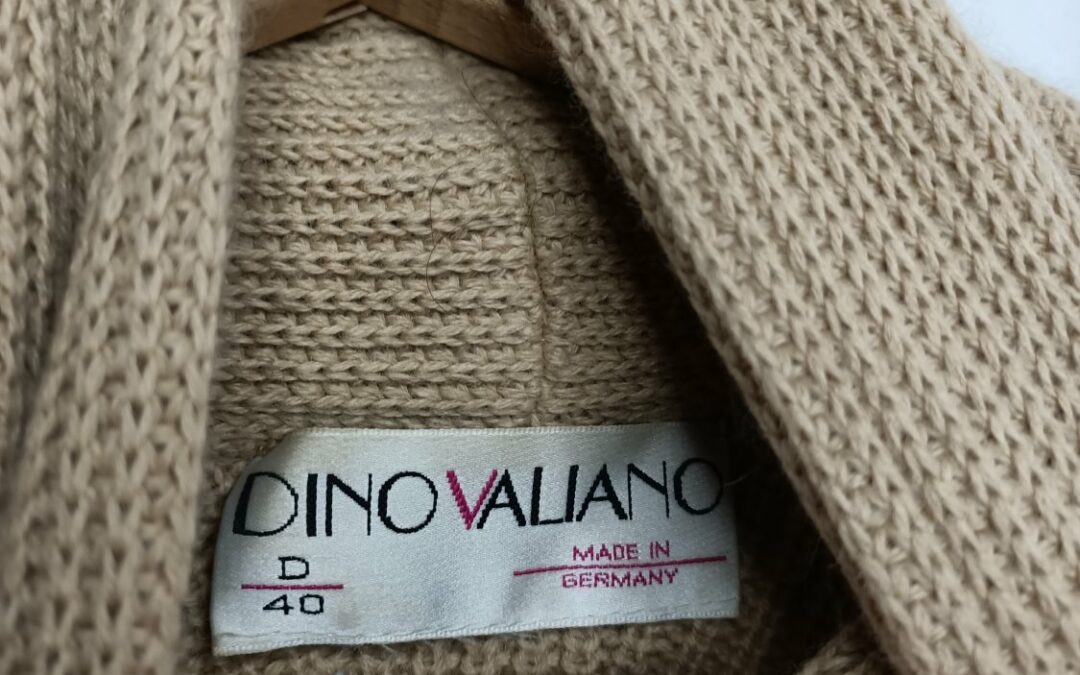 DINO VALIANO
D
40
MADE IN
GERMANY